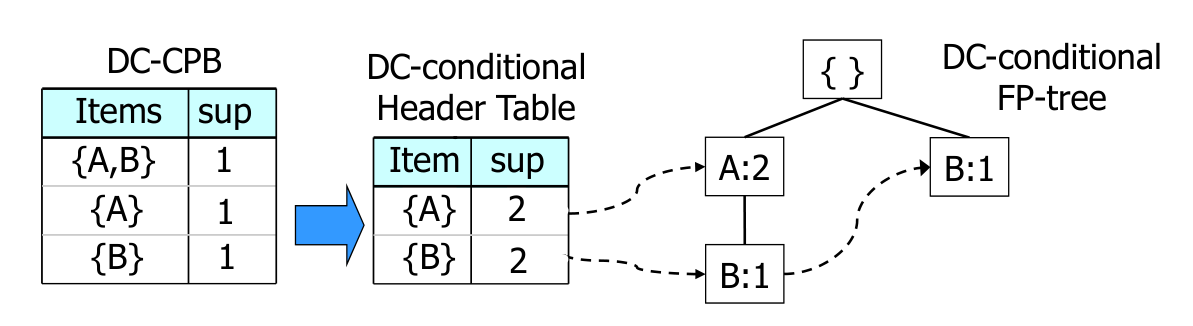 DC-CPB
Items sup
{A,B} 1
{A} 1
{B} 1
DC-conditional
Header Table
Item sup
{A} 2
{B} 2
{ }
A:2
B:1
B:1
DC-conditional
FP-tree